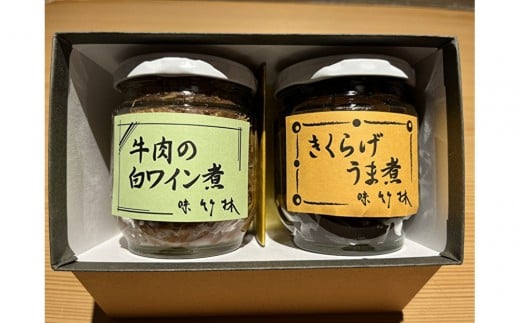 牛肉の
白ワイン煮
味竹林
きくらげ
うま煮
味竹林